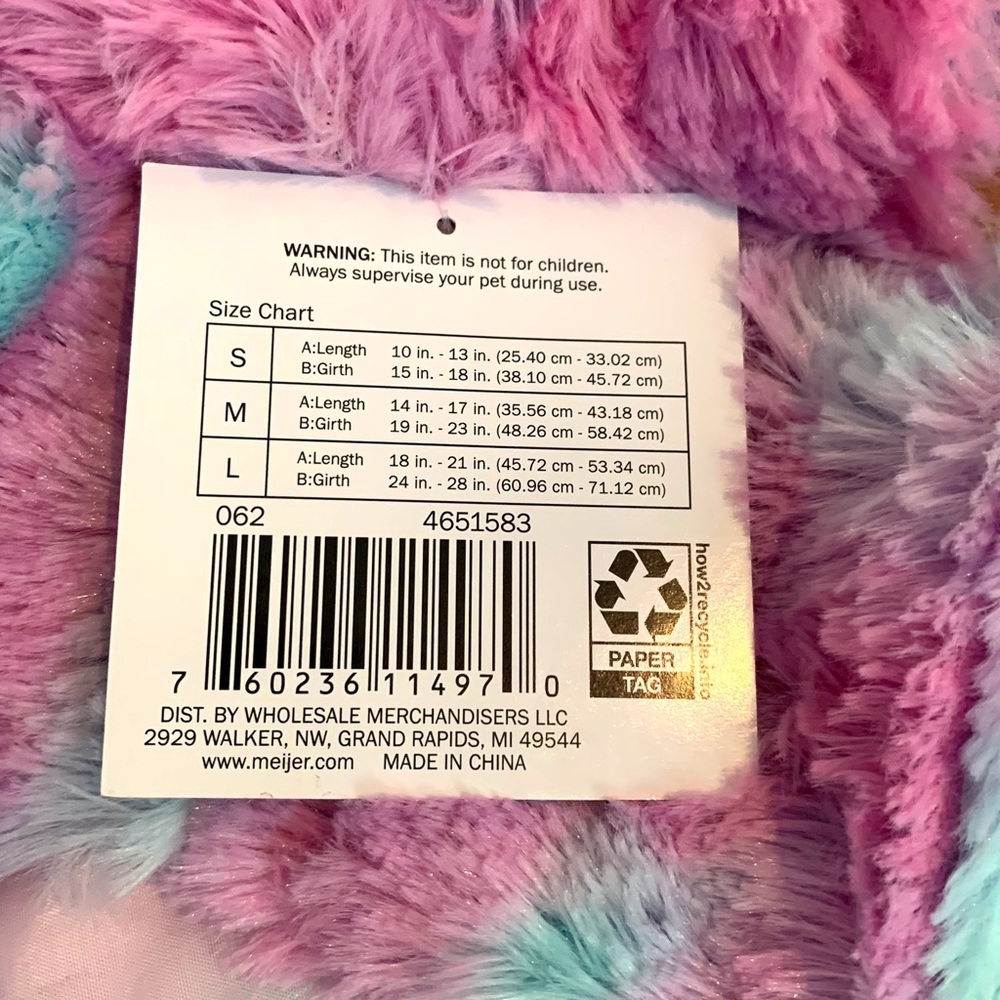 WARNING: This item is not for children.
Always supervise your pet during use.
Size Chart
S A:Length 10 in. - 13 in. (25.40 cm - 33.02 cm)
B:Girth 15 in. - 18 in. (38.10 cm - 45.72 cm)
M A:Length 14 in. - 17 in. (35.56 cm - 43.18 cm)
B:Girth 19 in. - 23 in. (48.26 cm - 58.42 cm)
L A:Length 18 in. - 21 in. (45.72 cm - 53.34 cm)
B:Girth 24 in. - 28 in. (60.96 cm - 71.12 cm)
062 4651583
7 60236 11497 0
PAPER
TAG
how2recycle.info
DIST. BY WHOLESALE MERCHANDISERS LLC
2929 WALKER, NW, GRAND RAPIDS, MI 49544
www.meijer.com MADE IN CHINA